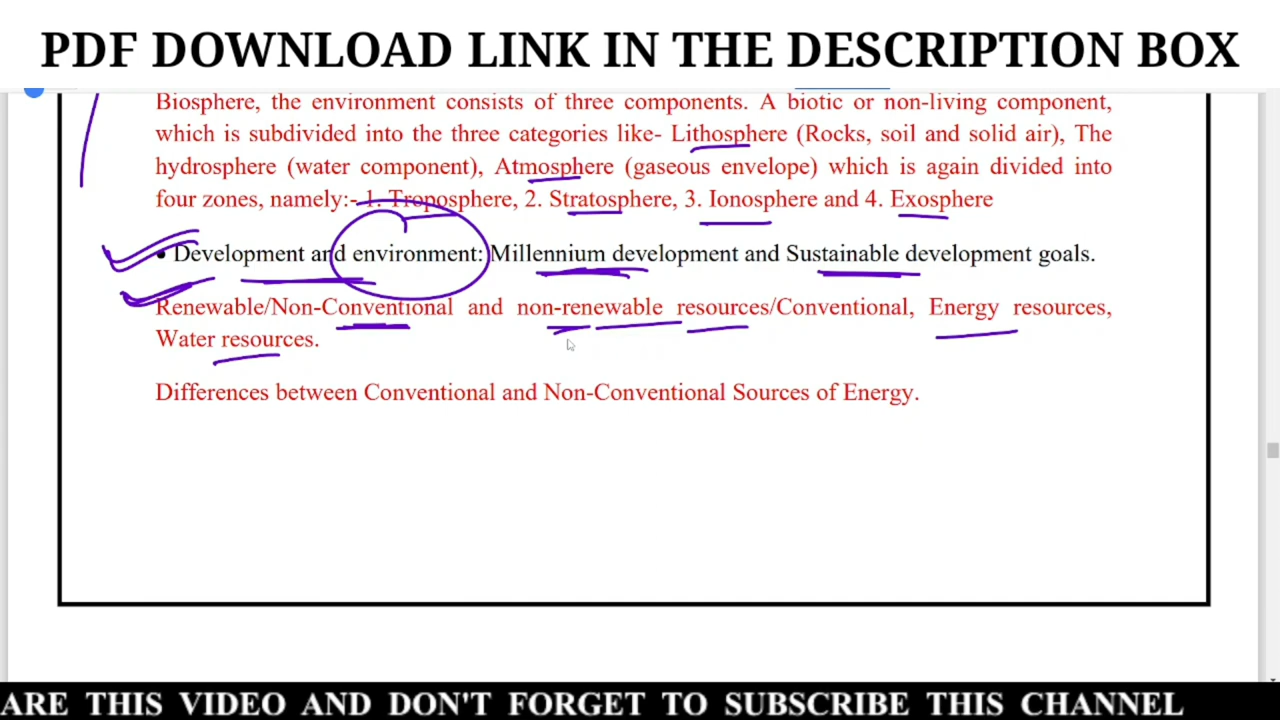 PDF DOWNLOAD LINK IN THE DESCRIPTION BOX
Biosphere, the environment consists of three components. A biotic or non-living component,
which is subdivided into the three categories like- Lithosphere (Rocks, soil and solid air), The
hydrosphere (water component), Atmosphere (gaseous envelope) which is again divided into
four zones, namely:- 1. Troposphere, 2. Stratosphere, 3. Ionosphere and 4. Exosphere
• Development and environment: Millennium development and Sustainable development goals.
Renewable/Non-Conventional and non-renewable resources/Conventional, Energy resources,
Water resources.
Differences between Conventional and Non-Conventional Sources of Energy.
ARE THIS VIDEO AND DON'T FORGET TO SUBSCRIBE THIS CHANNEL